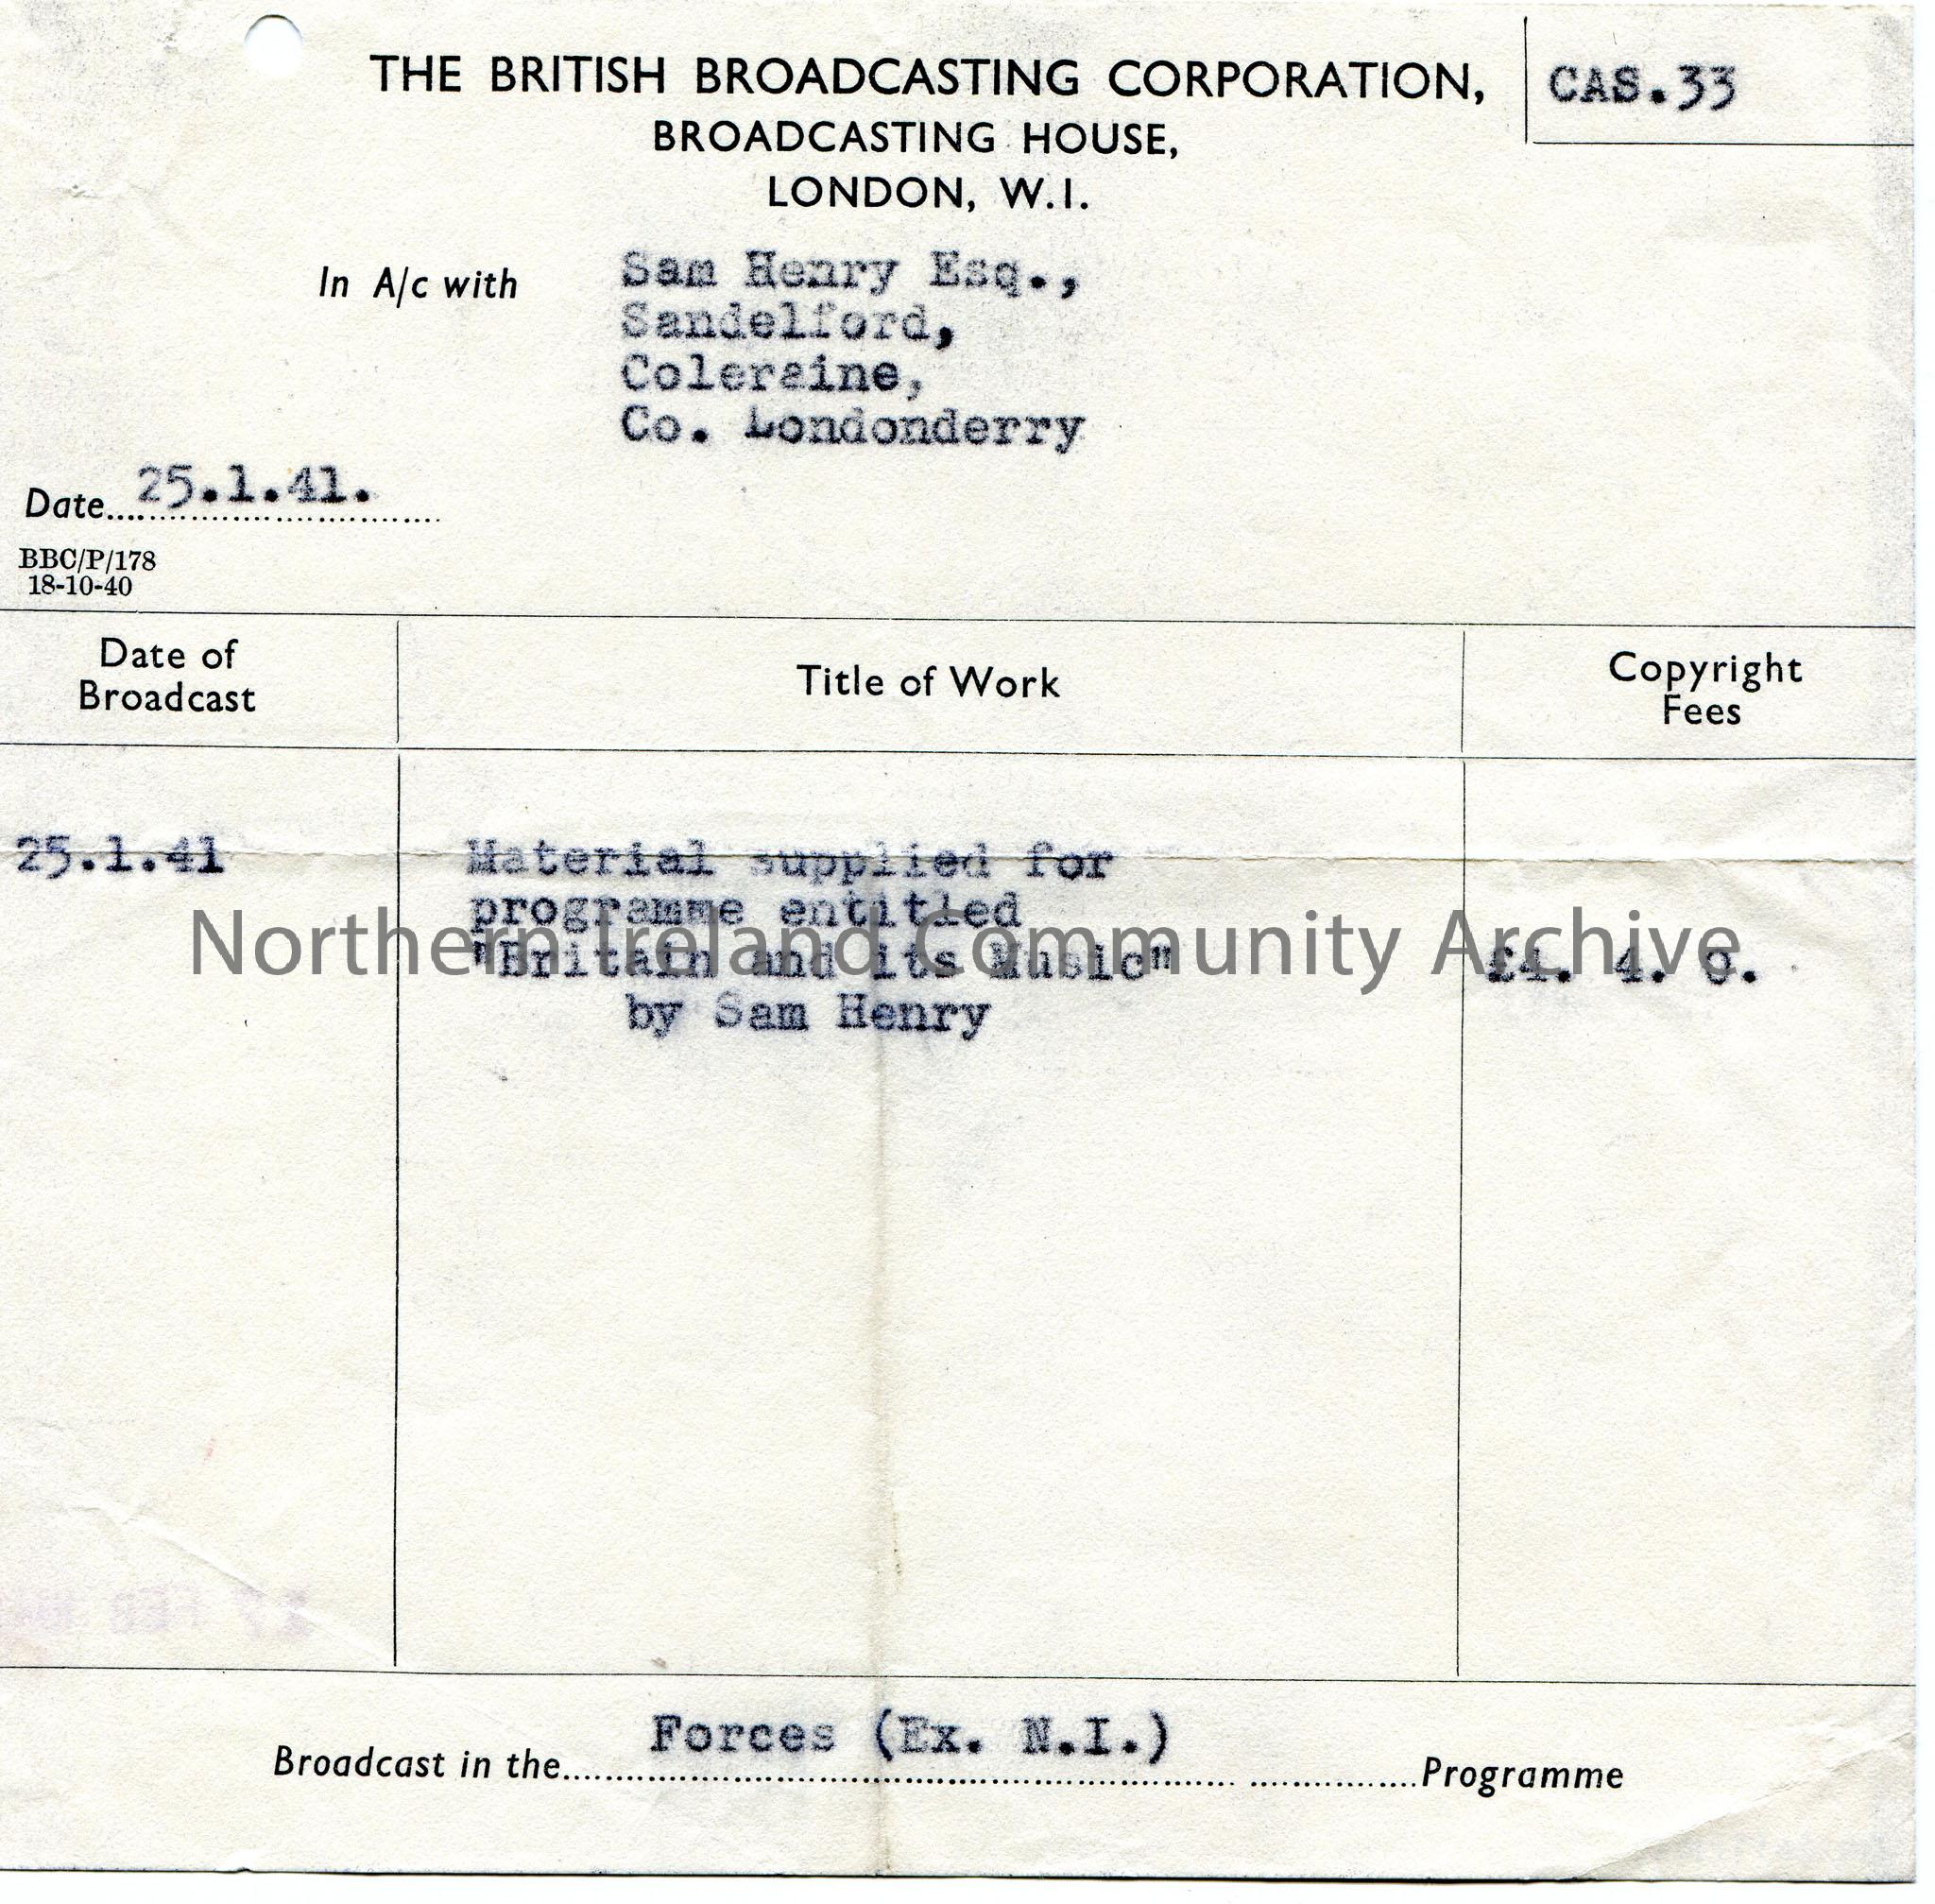 THE BRITISH BROADCASTING CORPORATION,
CAS.33
BROADCASTING HOUSE,
LONDON, W.1.
In A/c with
Sam Henry Esq.,
Sandelford,
Coleraine,
Co. Londonderry
Date....25.1.41.
BBC/P/178
18-10-40
Date of
Broadcast
Title of Work
Copyright
Fees
25.1.41
Material supplied for
programme entitled
"Britain and its Music"
by Sam Henry
£4. 4. 0.
Northern Ireland Community Archive
17 FEB
Broadcast in the Forces (Ex. N.I.) Programme